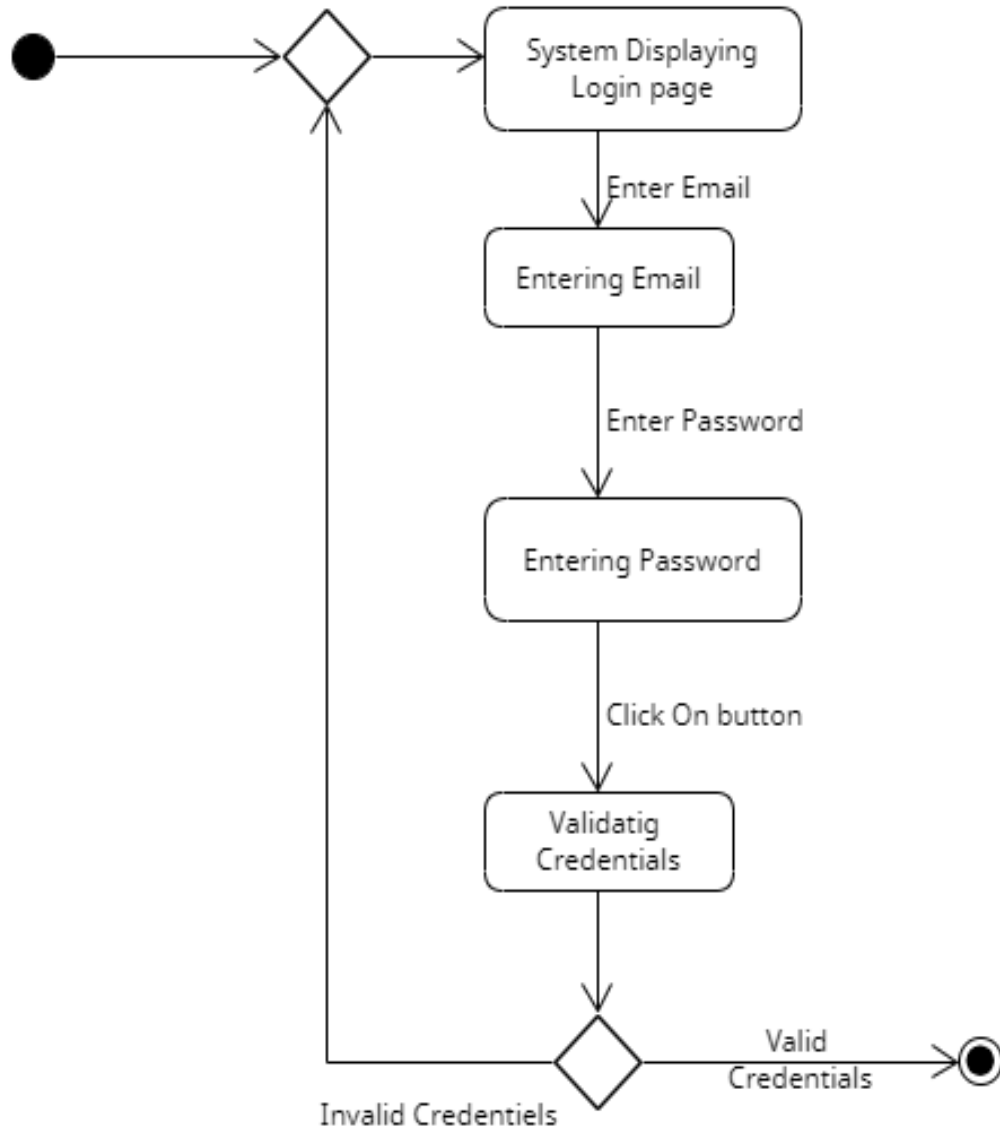 System Displaying
Login page
Enter Email
Entering Email
Enter Password
Entering Password
Click On button
Validatig
Credentials
Valid
Credentials
Invalid Credentiels